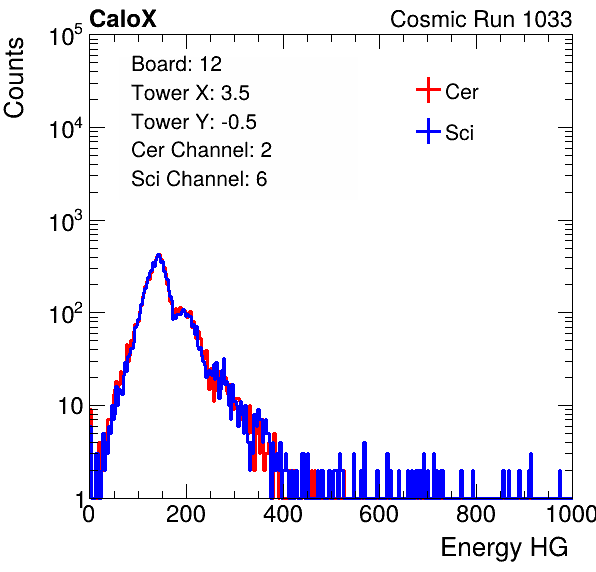 CaloX Cosmic Run 1033
Counts
10^5
10^4
10^3
10^2
10
1
Board: 12
Tower X: 3.5
Tower Y: -0.5
Cer Channel: 2
Sci Channel: 6
Cer
Sci
0 200 400 600 800 1000
Energy HG